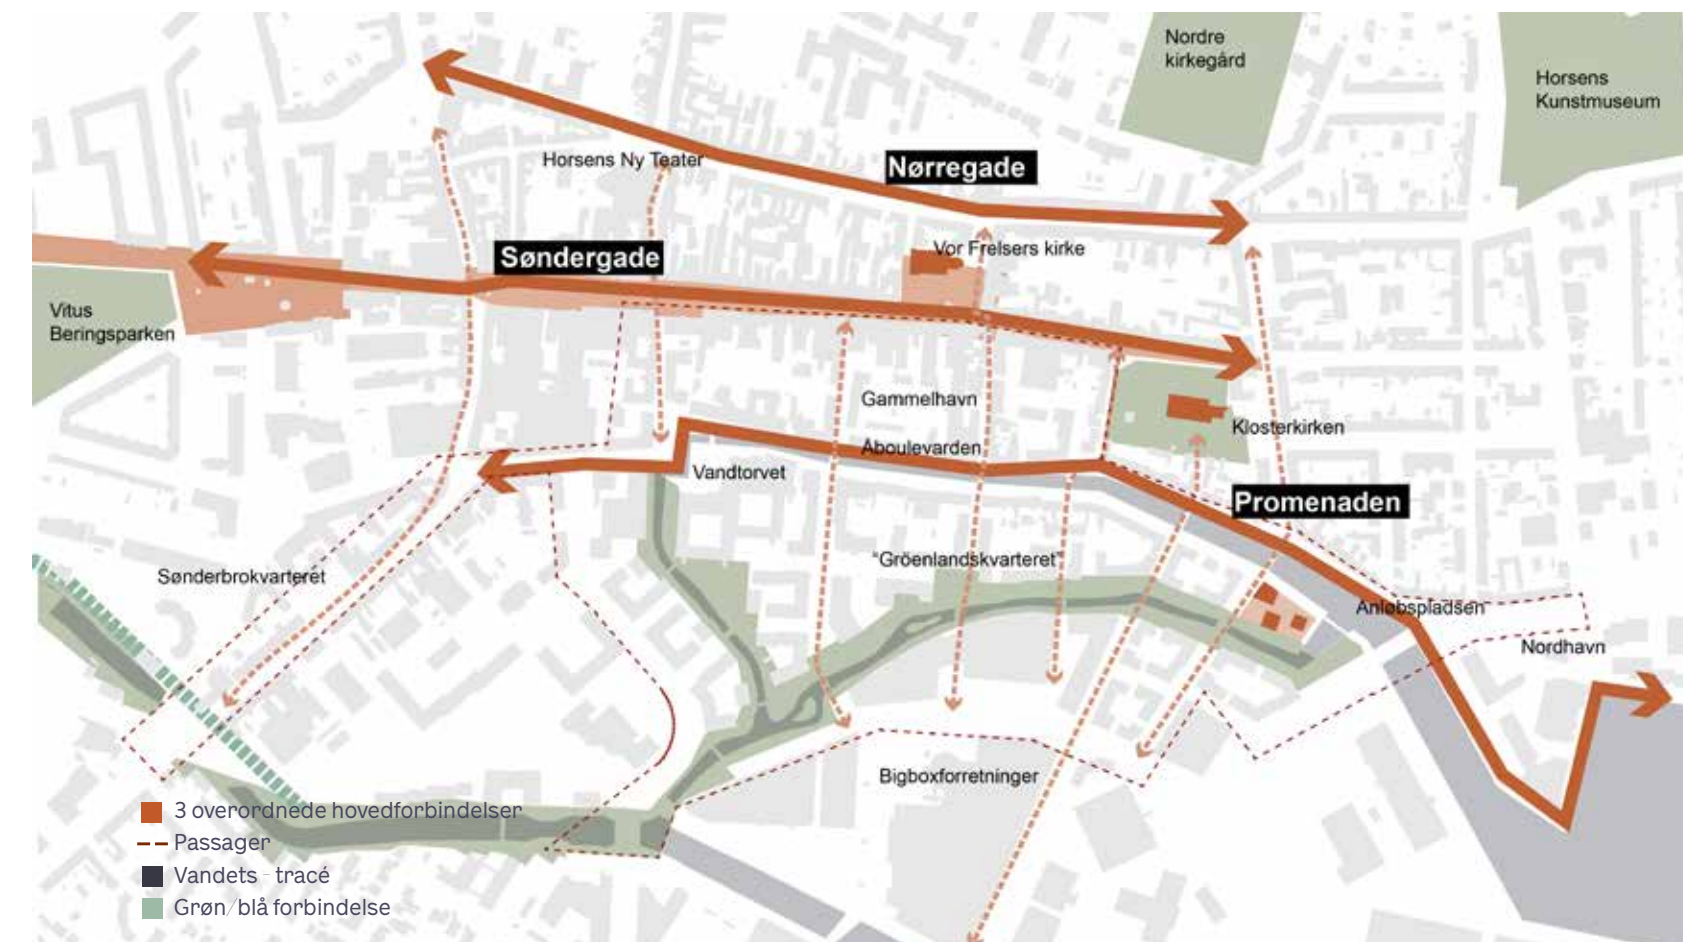 Nordre
kirkegård
Horsens
Kunstmuseum
Horsens Ny Teater
Nørregade
Vor Frelsers kirke
Søndergade
Vitus
Beringsparken
Gammelhavn
Klosterkirken
Åboulevarden
Vandtorvet
Promenaden
"Gröenlandskvarteret"
Sønderbrokvarteret
Anløbspladsen
Nordhavn
Bigboxforretninger
3 overordnede hovedforbindelser
Passager
Vandets - tracé
Grøn/blå forbindelse